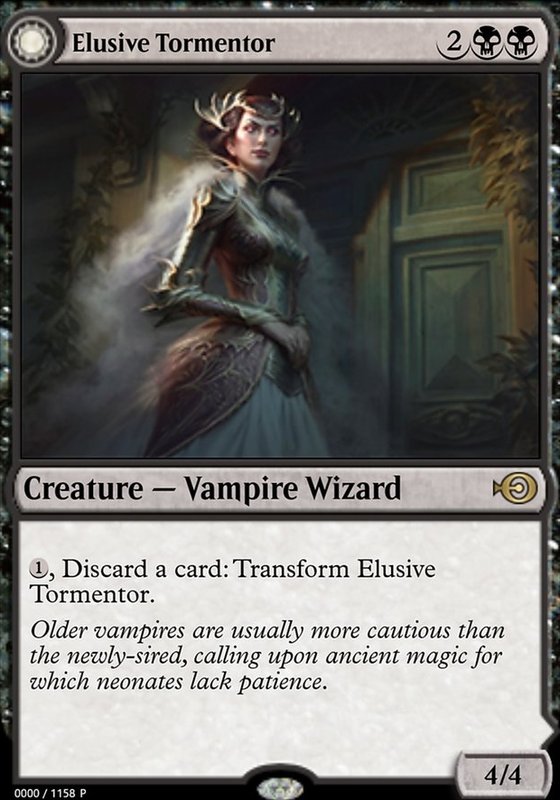 Elusive Tormentor
2
Creature — Vampire Wizard
1, Discard a card: Transform Elusive
Tormentor.
Older vampires are usually more cautious than
the newly-sired, calling upon ancient magic for
which neonates lack patience.
4/4
0000 / 1158 P